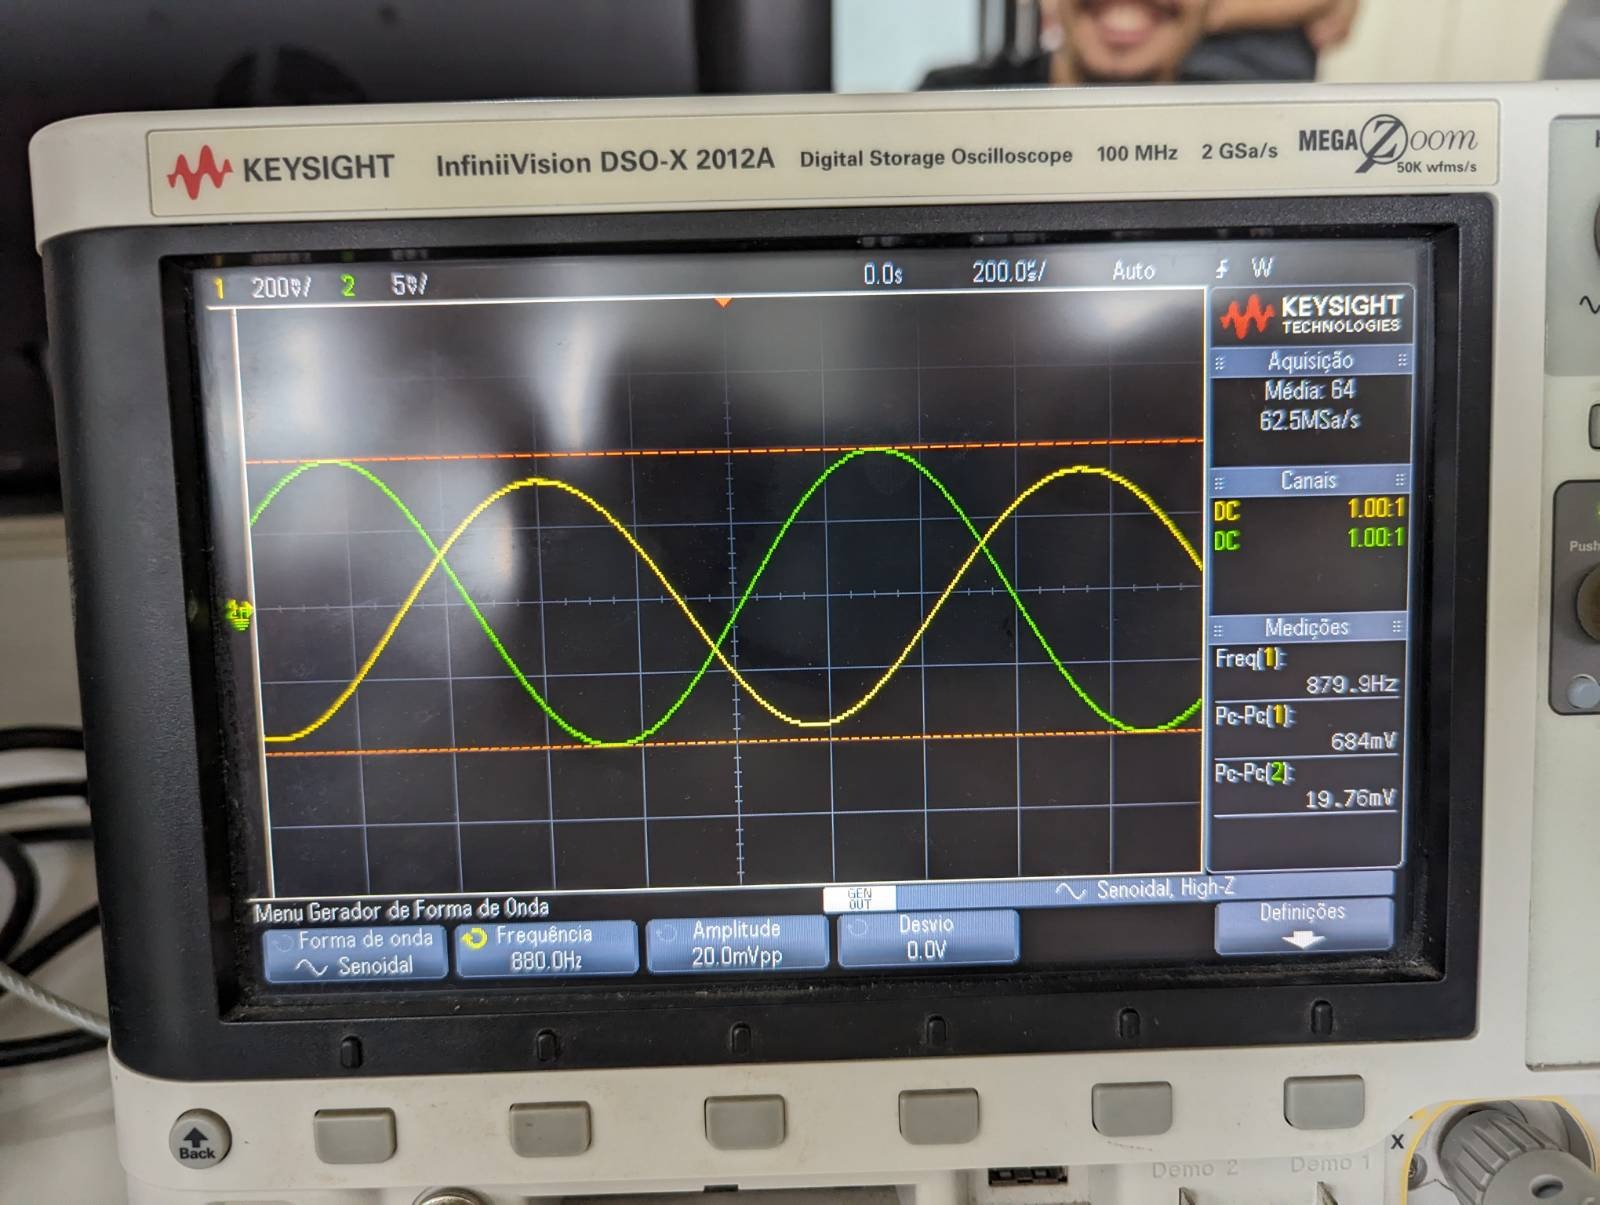 KEYSIGHT InfiniiVision DSO-X 2012A Digital Storage Oscilloscope 100 MHz 2 GSa/s MEGA Zoom
50K wfms/s
1 200mV/ 2 5mV/ 0.0s 200.0µs/ Auto W
KEYSIGHT
TECHNOLOGIES
Aquisição
Média: 64
62.5MSa/s
Canais
DC 1.00:1
DC 1.00:1
Medições
Freq(1):
879.9Hz
Pc-Pc(1):
684mV
Pc-Pc(2):
19.76mV
Menu Gerador de Forma de Onda
GEN
OUT
Senoidal, High-Z
Forma de onda
Senoidal
Frequência
880.0Hz
Amplitude
20.0mVpp
Desvio
0.0V
Definições
Push
Back
X
Demo 2 Demo 1